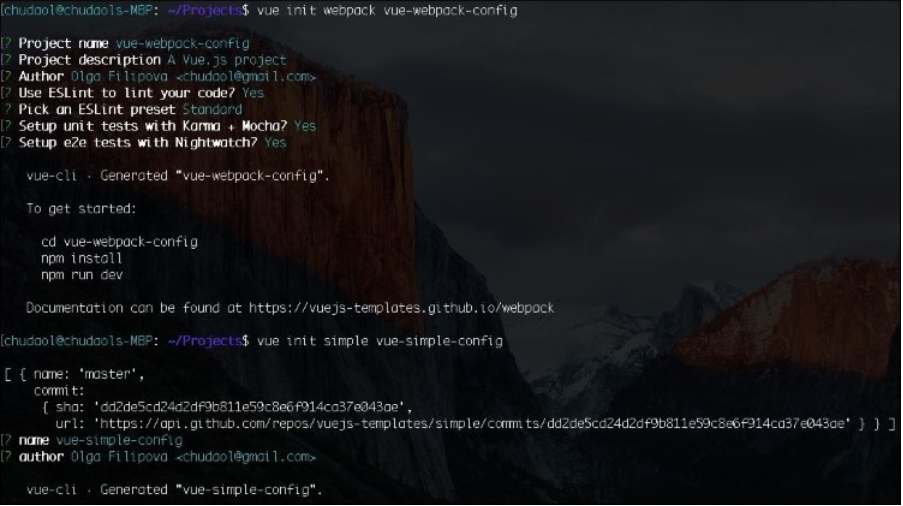 [chudaol@chudaols-MBP: ~/Projects$ vue init webpack vue-webpack-config
[? Project name vue-webpack-config
[? Project description A Vue.js project
[? Author Olga Filipova <chudaol@gmail.com>
[? Use ESLint to lint your code? Yes
? Pick an ESLint preset Standard
[? Setup unit tests with Karma + Mocha? Yes
[? Setup e2e tests with Nightwatch? Yes
vue-cli · Generated "vue-webpack-config".
To get started:
cd vue-webpack-config
npm install
npm run dev
Documentation can be found at https://vuejs-templates.github.io/webpack
[chudaol@chudaols-MBP: ~/Projects$ vue init simple vue-simple-config
[ { name: 'master',
commit:
{ sha: 'dd2de5cd24d2df9b811e59c8e6f914ca37e043ae',
url: 'https://api.github.com/repos/vuejs-templates/simple/commits/dd2de5cd24d2df9b811e59c8e6f914ca37e043ae' } } ]
[? name vue-simple-config
[? author Olga Filipova <chudaol@gmail.com>
vue-cli · Generated "vue-simple-config".